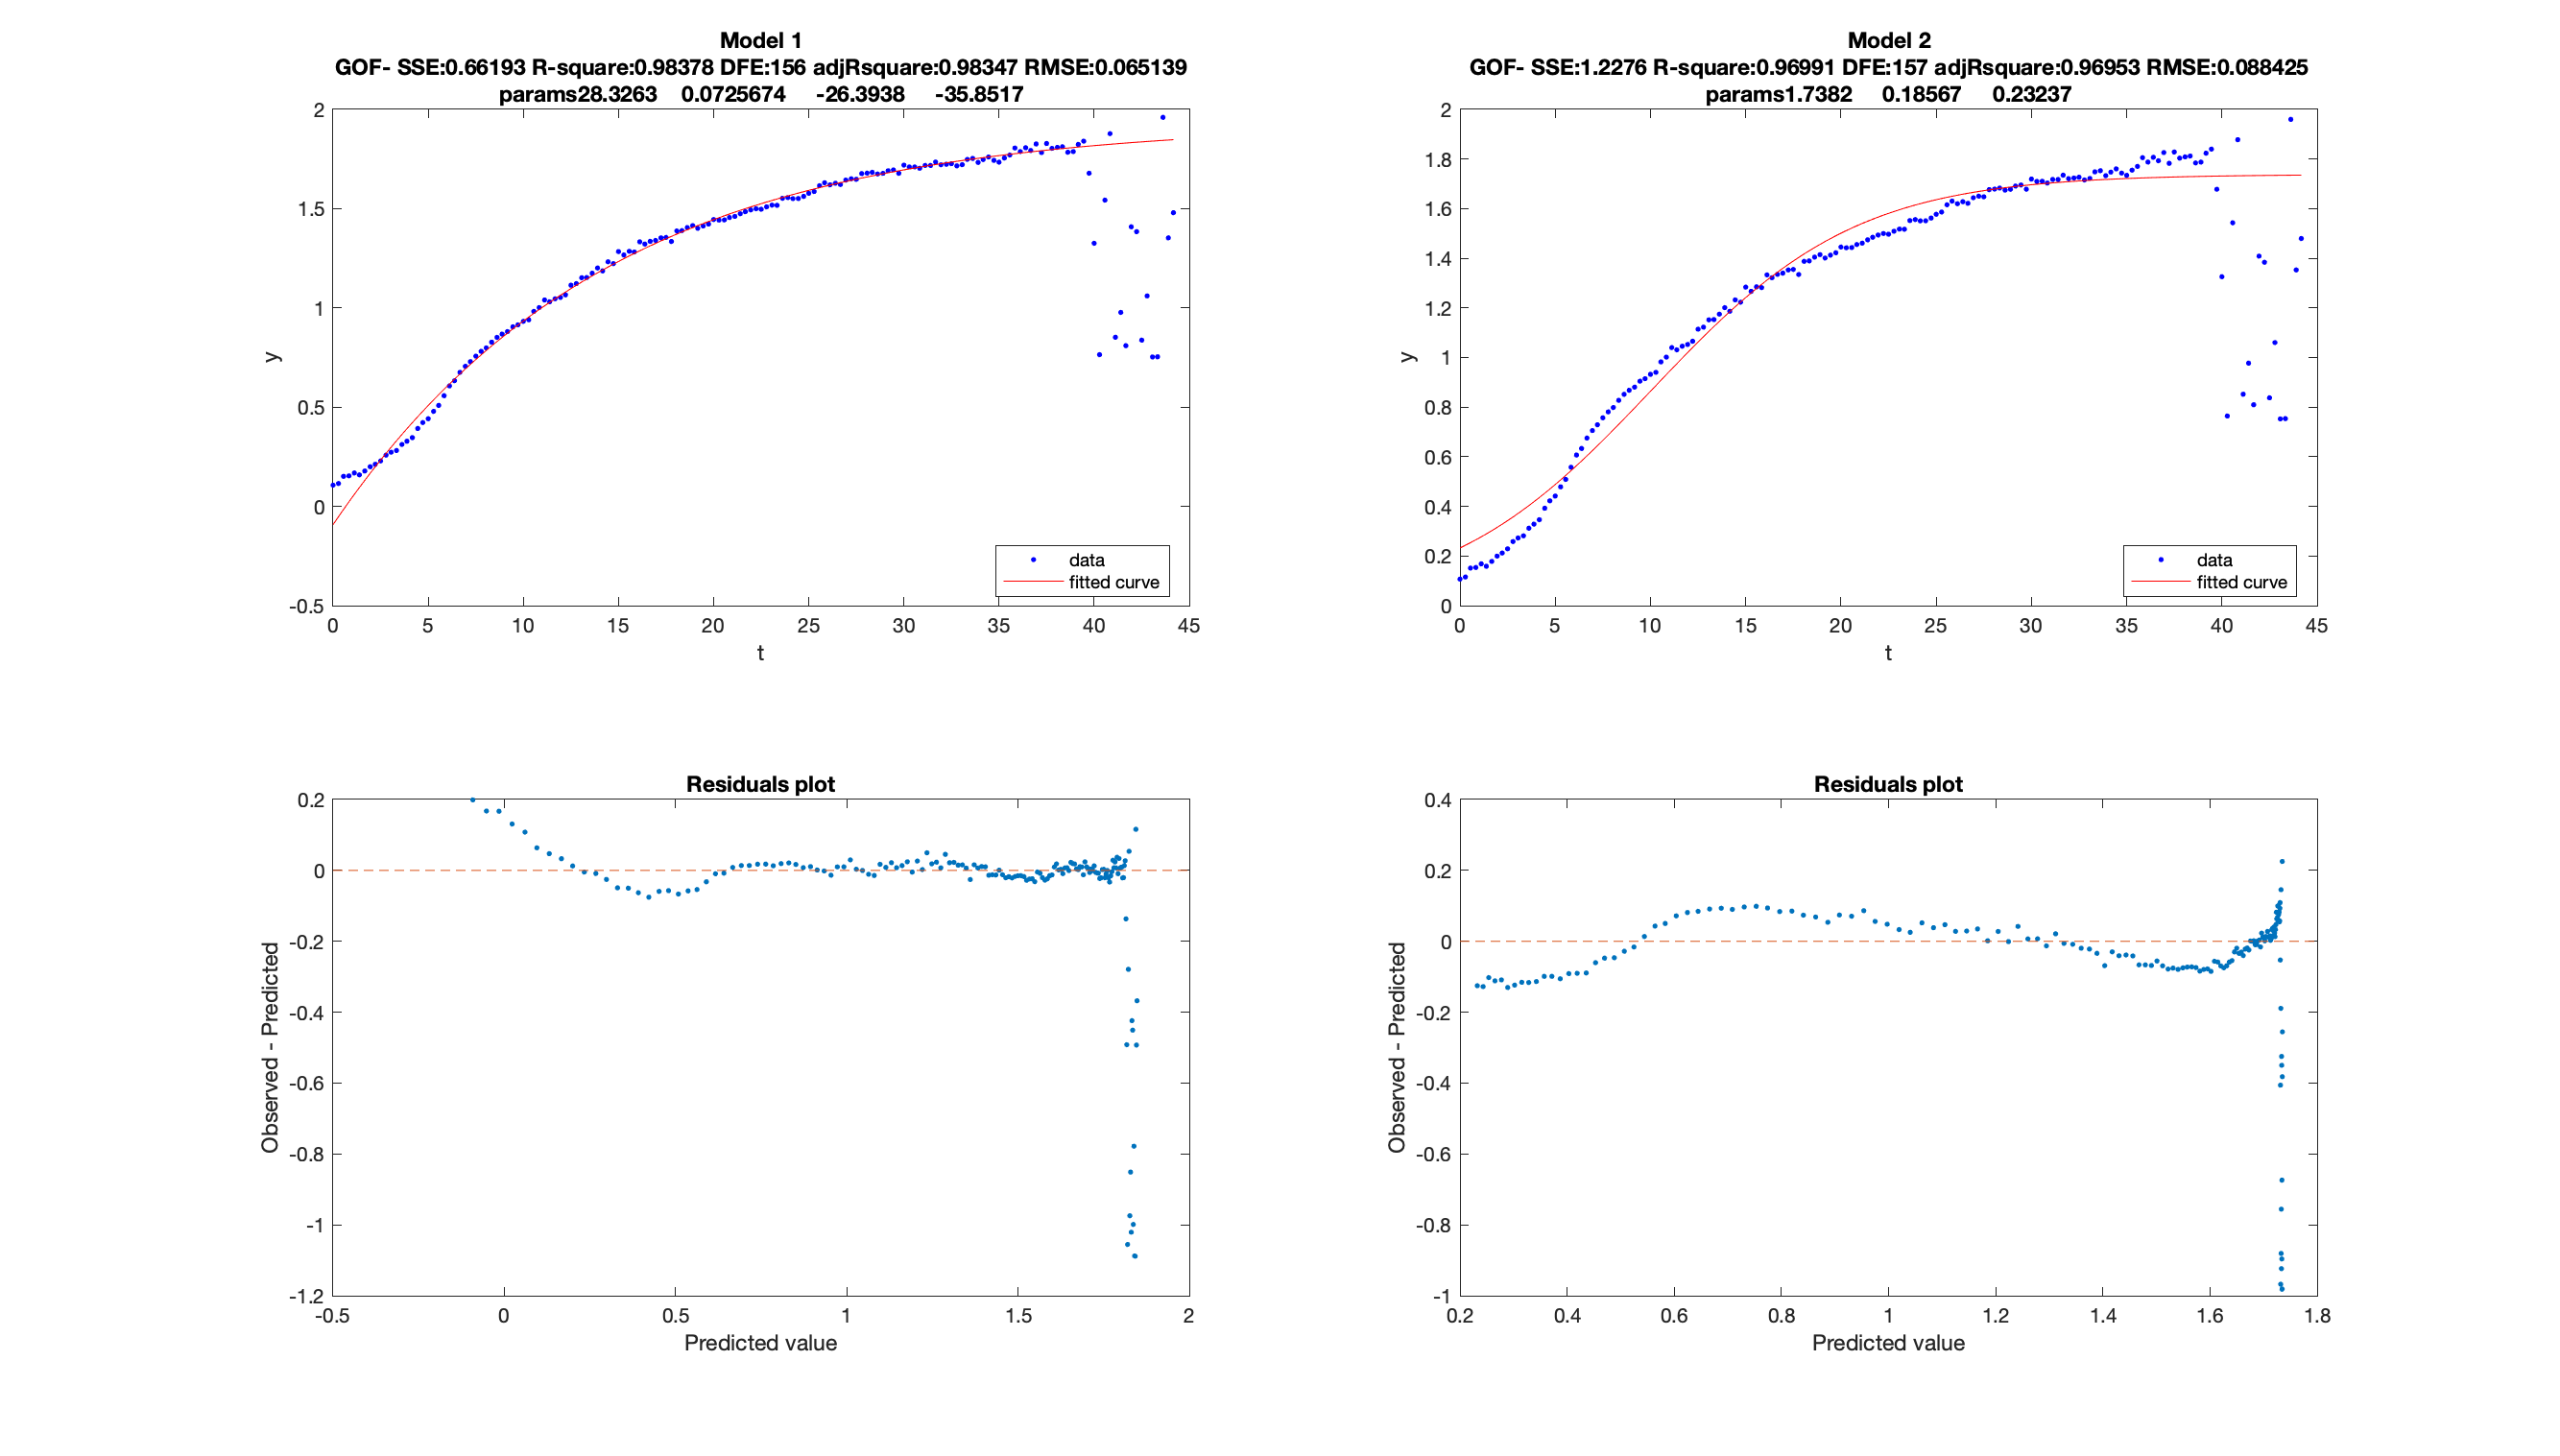 Model 1
GOF- SSE:0.66193 R-square:0.98378 DFE:156 adjRsquare:0.98347 RMSE:0.065139
params28.3263 0.0725674 -26.3938 -35.8517
2
1.5
1
0.5
0
-0.5
y
0 5 10 15 20 25 30 35 40 45
t
data
fitted curve
Model 2
GOF- SSE:1.2276 R-square:0.96991 DFE:157 adjRsquare:0.96953 RMSE:0.088425
params1.7382 0.18567 0.23237
2
1.8
1.6
1.4
1.2
1
0.8
0.6
0.4
0.2
0
y
0 5 10 15 20 25 30 35 40 45
t
data
fitted curve
Residuals plot
0.2
0
-0.2
-0.4
-0.6
-0.8
-1
-1.2
Observed - Predicted
-0.5 0 0.5 1 1.5 2
Predicted value
Residuals plot
0.4
0.2
0
-0.2
-0.4
-0.6
-0.8
-1
Observed - Predicted
0.2 0.4 0.6 0.8 1 1.2 1.4 1.6 1.8
Predicted value